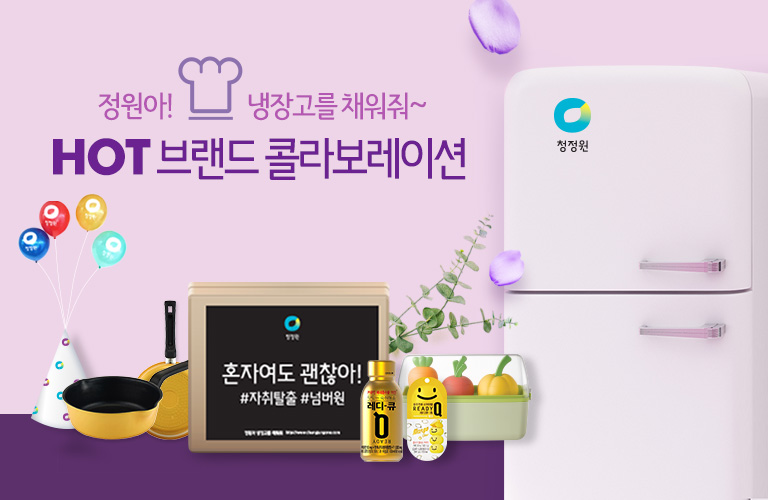 정원아! 냉장고를 채워줘~
HOT 브랜드 콜라보레이션
청정원
청정원
혼자여도 괜찮아!
#자취탈출 #넘버원
레디-큐
Q
READY
READY
Q